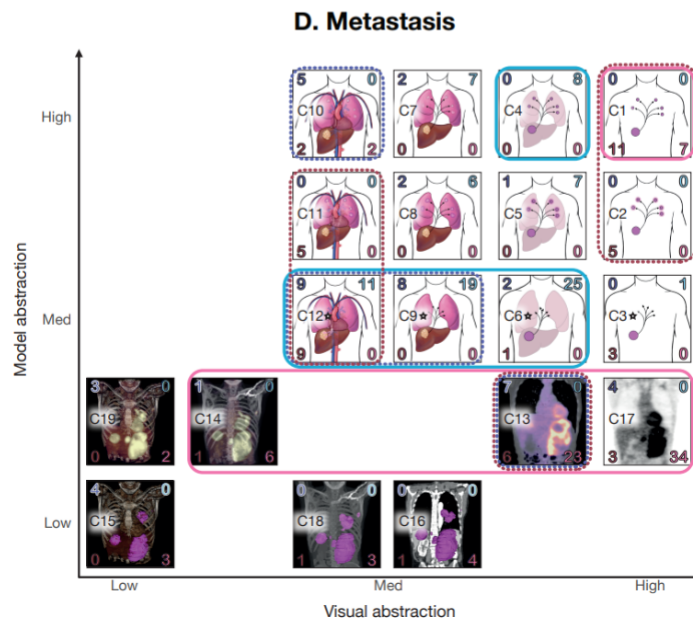 D. Metastasis
High
5 0 2 7 0 8 0 0
C10 C7 C4 C1
2 2 0 0 0 0 11 7
0 0 2 6 1 7 0 0
C11 C8 C5 C2
5 0 0 0 0 0 5 0
Model abstraction
Med
9 11 8 19 2 25 0 1
C12☆ C9☆ C6☆ C3☆
9 0 0 0 1 0 3 0
3 0 1 0 7 0 4 0
C19 C14 C13 C17
0 2 1 6 6 23 3 34
Low
4 0 0 0 0 0
C15 C18 C16
0 3 1 3 1 4
Low Med High
Visual abstraction